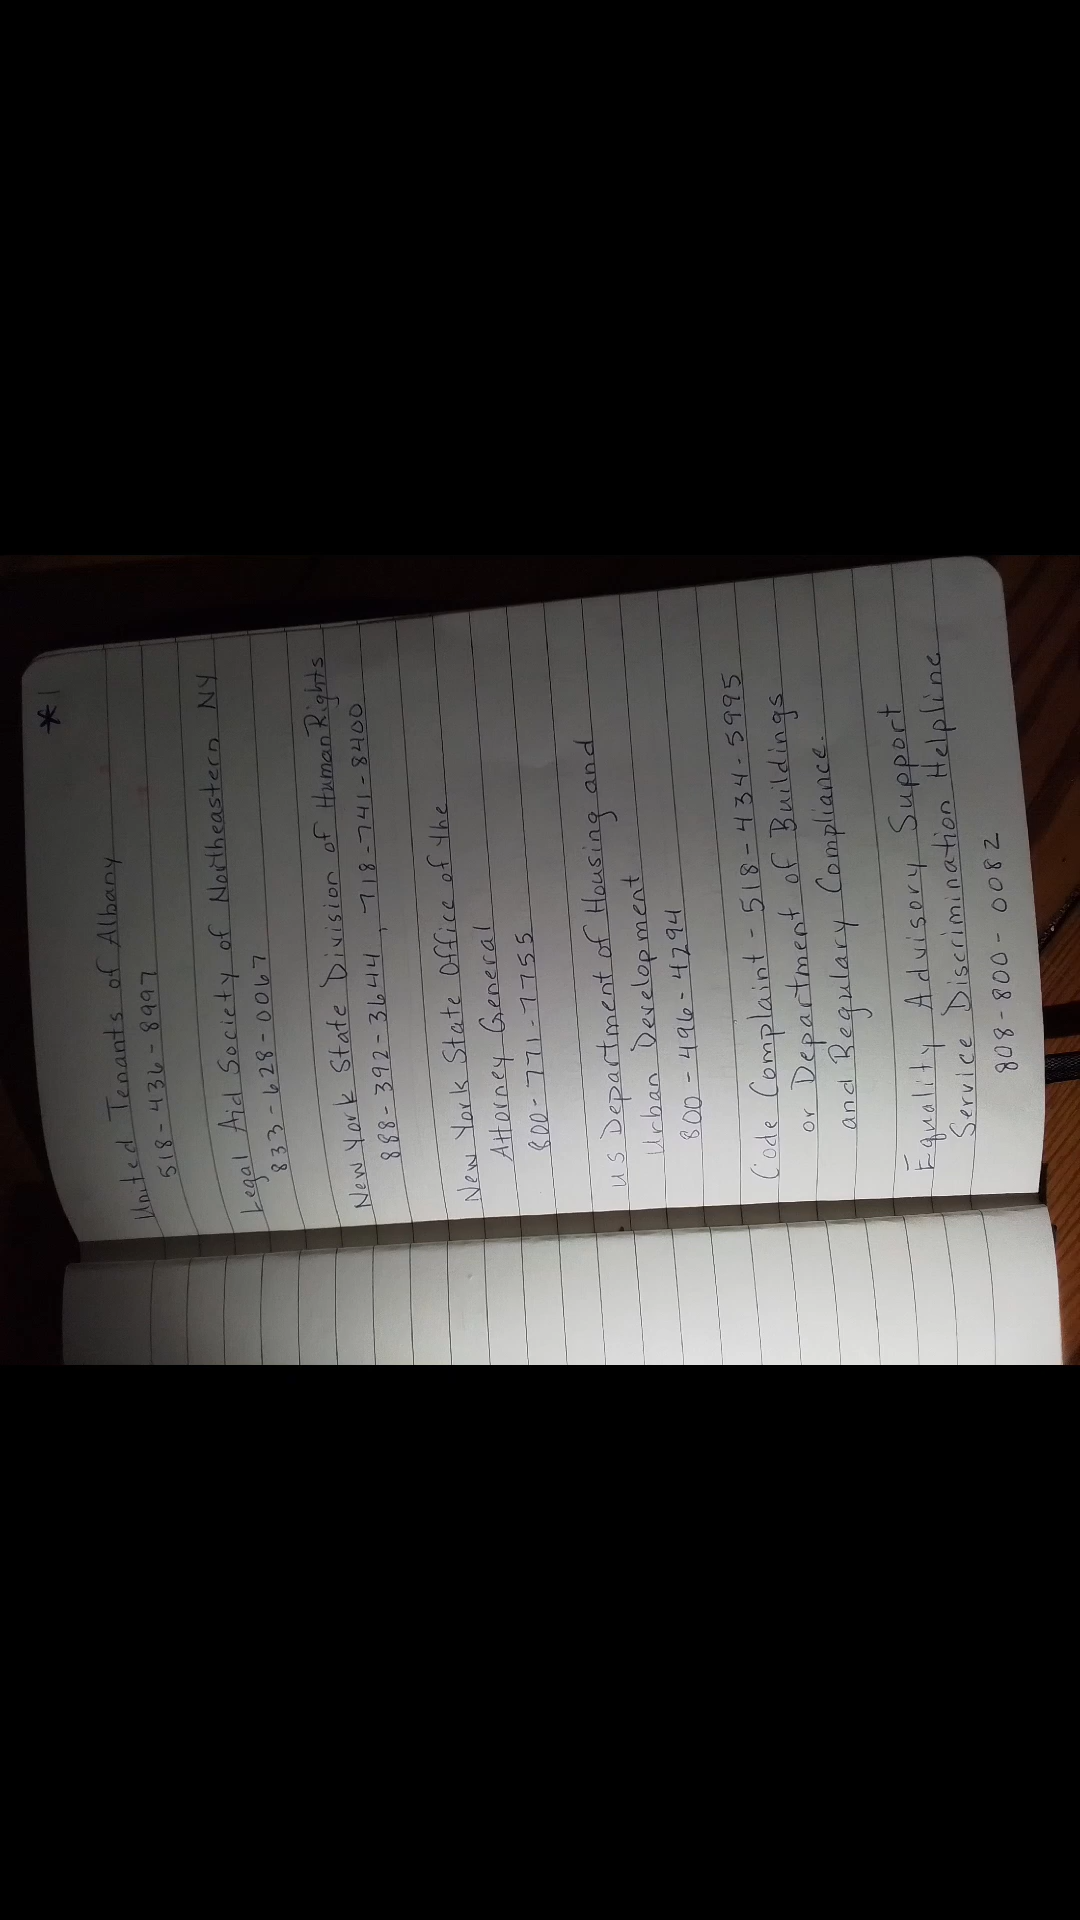 *1
United Tenants of Albany
518-436-8997
Legal Aid Society of Northeastern NY
833-628-0067
New York State Division of Human Rights
888-392-3644, 718-741-8400
New York State Office of the
Attorney General
800-771-7755
US Department of Housing and
Urban Development
800-496-4294
Code Complaint - 518-434-5995
or Department of Buildings
and Regulary Compliance.
Equality Advisory Support
Service Discrimination Helpline
808-800-0082